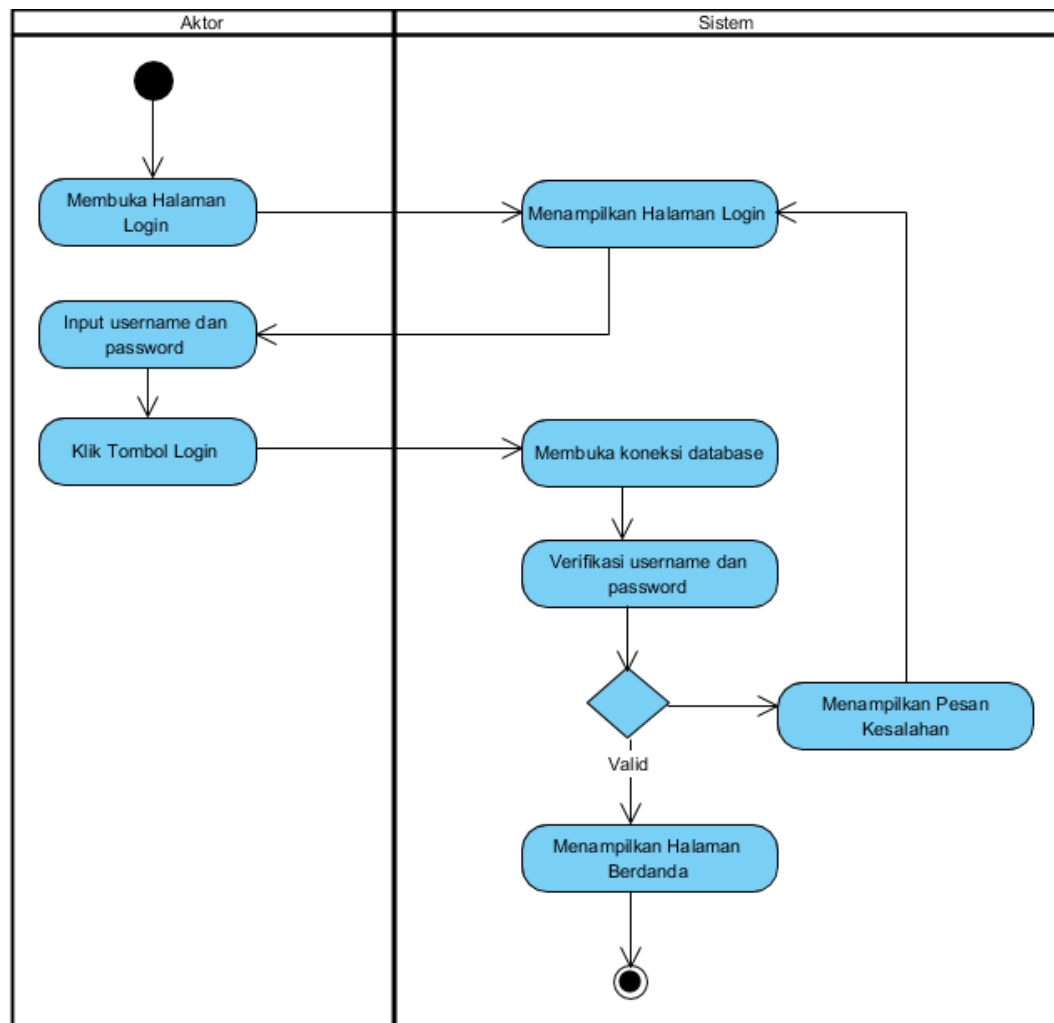 Aktor
Sistem
Membuka Halaman
Login
Menampilkan Halaman Login
Input username dan
password
Klik Tombol Login
Membuka koneksi database
Verifikasi username dan
password
Menampilkan Pesan
Kesalahan
Valid
Menampilkan Halaman
Berdanda